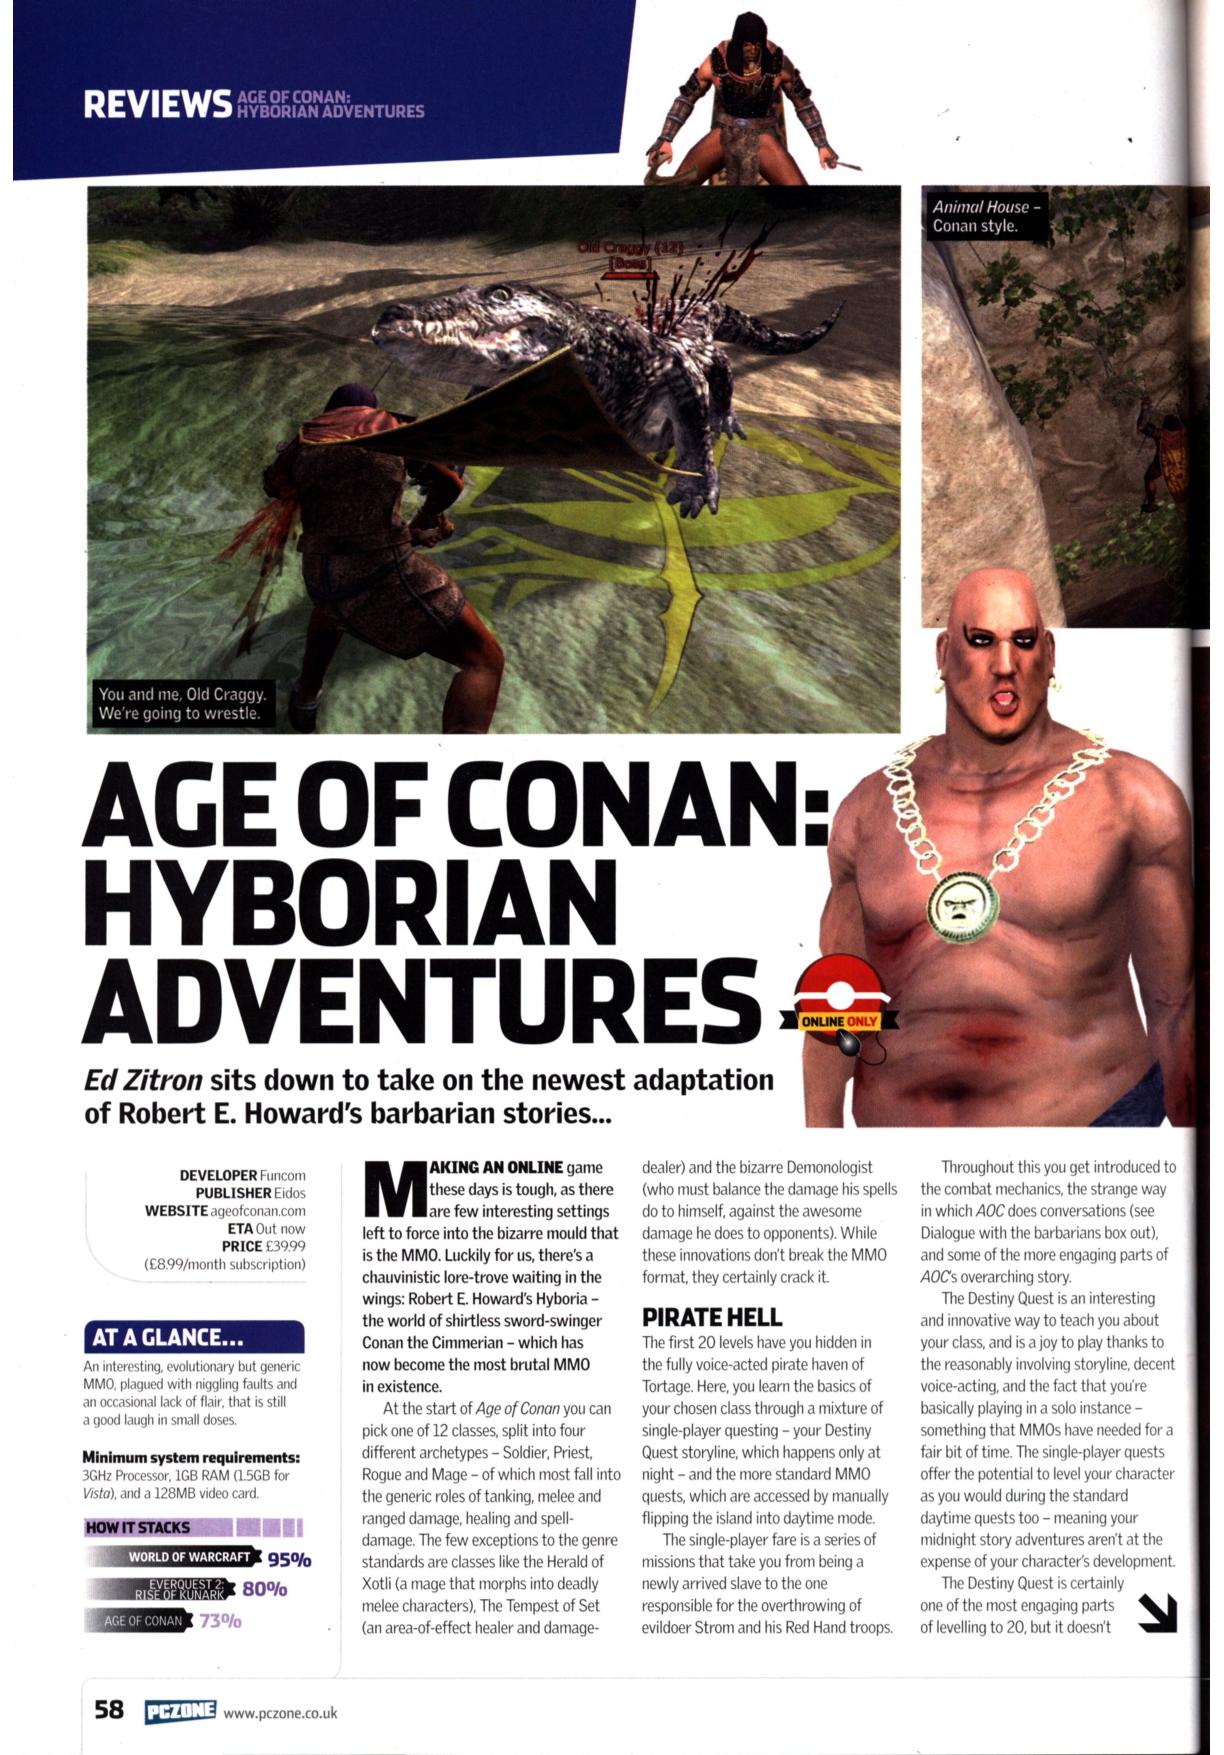 REVIEWS AGE OF CONAN:
HYBORIAN ADVENTURES
Old Craggy (12)
[Boss]
Animal House –
Conan style.
You and me, Old Craggy.
We're going to wrestle.
AGE OF CONAN:
HYBORIAN
ADVENTURES
ONLINE ONLY
Ed Zitron sits down to take on the newest adaptation
of Robert E. Howard's barbarian stories...
DEVELOPER Funcom
PUBLISHER Eidos
WEBSITE ageofconan.com
ETA Out now
PRICE £39.99
(£8.99/month subscription)
AT A GLANCE...
An interesting, evolutionary but generic
MMO, plagued with niggling faults and
an occasional lack of flair, that is still
a good laugh in small doses.
Minimum system requirements:
3GHz Processor, 1GB RAM (1.5GB for
Vista), and a 128MB video card.
HOW IT STACKS
WORLD OF WARCRAFT 95%
EVERQUEST 2:
RISE OF KUNARK 80%
AGE OF CONAN 73%
MAKING AN ONLINE game
these days is tough, as there
are few interesting settings
left to force into the bizarre mould that
is the MMO. Luckily for us, there's a
chauvinistic lore-trove waiting in the
wings: Robert E. Howard's Hyboria –
the world of shirtless sword-swinger
Conan the Cimmerian – which has
now become the most brutal MMO
in existence.
At the start of Age of Conan you can
pick one of 12 classes, split into four
different archetypes – Soldier, Priest,
Rogue and Mage – of which most fall into
the generic roles of tanking, melee and
ranged damage, healing and spell-
damage. The few exceptions to the genre
standards are classes like the Herald of
Xotli (a mage that morphs into deadly
melee characters), The Tempest of Set
(an area-of-effect healer and damage-
dealer) and the bizarre Demonologist
(who must balance the damage his spells
do to himself, against the awesome
damage he does to opponents). While
these innovations don't break the MMO
format, they certainly crack it.
PIRATE HELL
The first 20 levels have you hidden in
the fully voice-acted pirate haven of
Tortage. Here, you learn the basics of
your chosen class through a mixture of
single-player questing – your Destiny
Quest storyline, which happens only at
night – and the more standard MMO
quests, which are accessed by manually
flipping the island into daytime mode.
The single-player fare is a series of
missions that take you from being a
newly arrived slave to the one
responsible for the overthrowing of
evildoer Strom and his Red Hand troops.
Throughout this you get introduced to
the combat mechanics, the strange way
in which AOC does conversations (see
Dialogue with the barbarians box out),
and some of the more engaging parts of
AOC's overarching story.
The Destiny Quest is an interesting
and innovative way to teach you about
your class, and is a joy to play thanks to
the reasonably involving storyline, decent
voice-acting, and the fact that you're
basically playing in a solo instance –
something that MMOs have needed for a
fair bit of time. The single-player quests
offer the potential to level your character
as you would during the standard
daytime quests too – meaning your
midnight story adventures aren't at the
expense of your character's development.
The Destiny Quest is certainly
one of the most engaging parts
of levelling to 20, but it doesn't
58 PCZONE www.pczone.co.uk